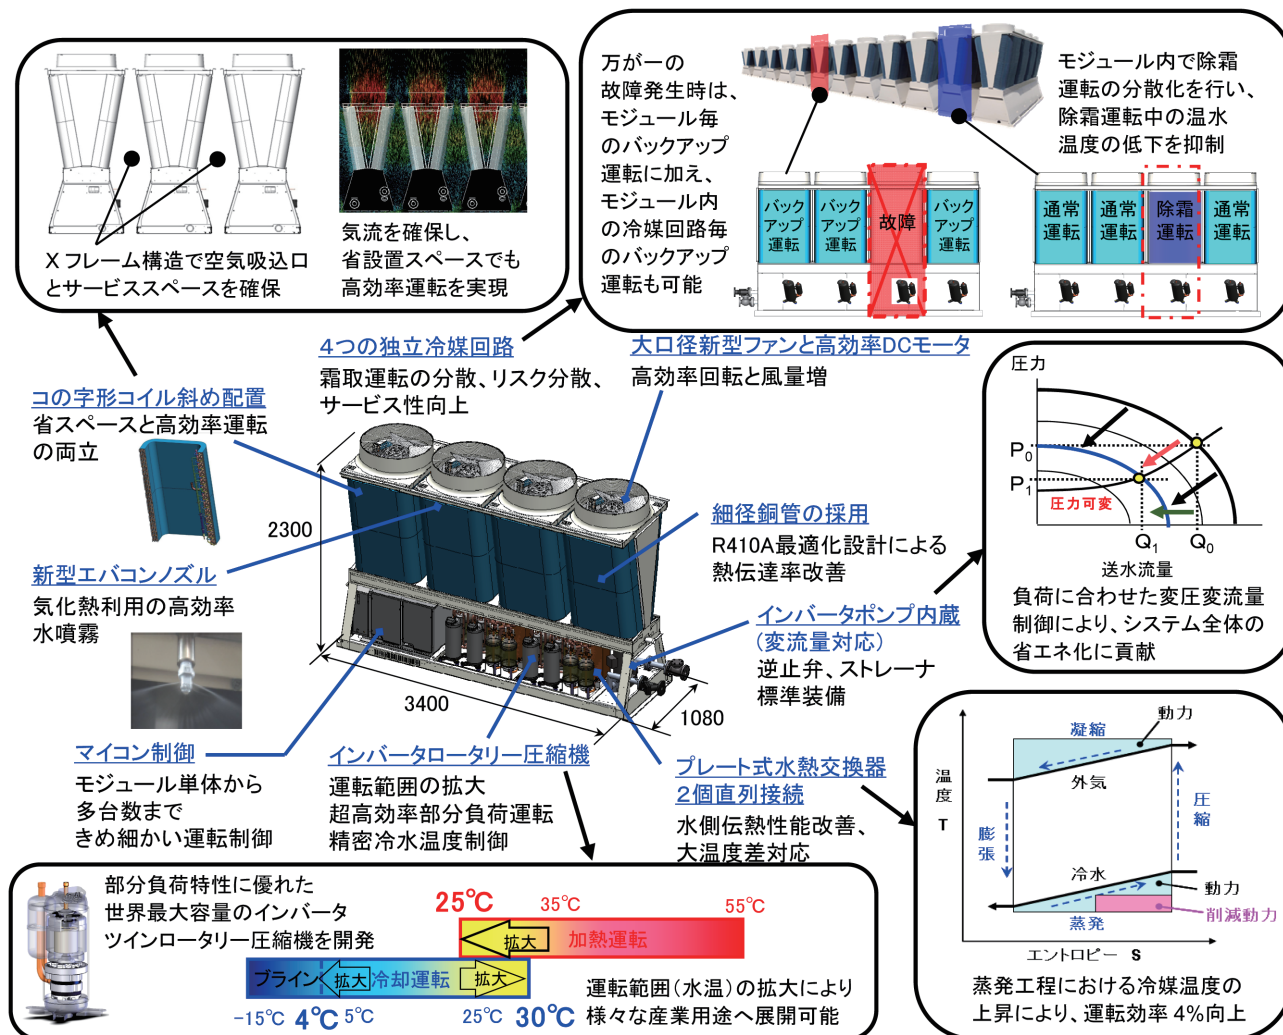 Xフレーム構造で空気吸込口
とサービススペースを確保
気流を確保し、
省設置スペースでも
高効率運転を実現
万が一の
故障発生時は、
モジュール毎
のバックアップ
運転に加え、
モジュール内
の冷媒回路毎
のバックアップ
運転も可能
モジュール内で除霜
運転の分散化を行い、
除霜運転中の温水
温度の低下を抑制
バック
アップ
運転
バック
アップ
運転
故障
バック
アップ
運転
通常
運転
通常
運転
除霜
運転
通常
運転
4つの独立冷媒回路
霜取運転の分散、リスク分散、
サービス性向上
大口径新型ファンと高効率DCモータ
高効率回転と風量増
コの字形コイル斜め配置
省スペースと高効率運転
の両立
新型エバコンノズル
気化熱利用の高効率
水噴霧
2300
3400
1080
細径銅管の採用
R410A最適化設計による
熱伝達率改善
インバータポンプ内蔵
(変流量対応)
逆止弁、ストレーナ
標準装備
圧力
P0
P1
圧力可変
Q1
Q0
送水流量
負荷に合わせた変圧変流量
制御により、システム全体の
省エネ化に貢献
マイコン制御
モジュール単体から
多台数まで
きめ細かい運転制御
インバータロータリー圧縮機
運転範囲の拡大
超高効率部分負荷運転
精密冷水温度制御
プレート式水熱交換器
2個直列接続
水側伝熱性能改善、
大温度差対応
温度 T
凝縮
動力
外気
膨張
圧縮
冷水
動力
蒸発
削減動力
エントロピー S
蒸発工程における冷媒温度の
上昇により、運転効率4%向上
部分負荷特性に優れた
世界最大容量のインバータ
ツインロータリー圧縮機を開発
25℃
35℃
55℃
拡大
加熱運転
ブライン
拡大
冷却運転
拡大
-15℃
4℃
5℃
25℃
30℃
運転範囲(水温)の拡大により
様々な産業用途へ展開可能